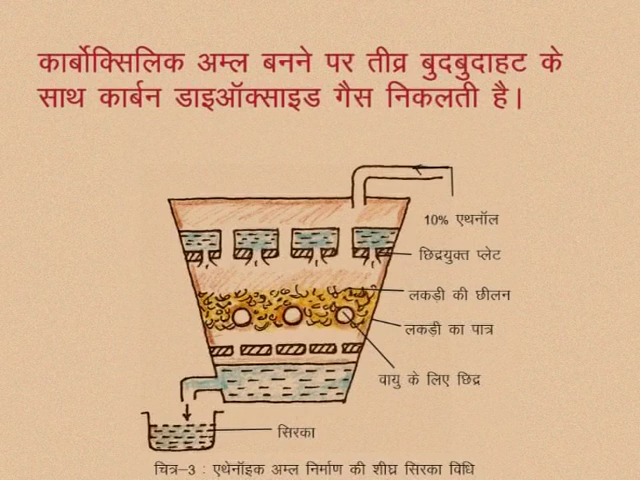 कार्बोक्सिलिक अम्ल बनने पर तीव्र बुदबुदाहट के
साथ कार्बन डाइऑक्साइड गैस निकलती है।
10% एथनॉल
छिद्रयुक्त प्लेट
लकड़ी की छीलन
लकड़ी का पात्र
वायु के लिए छिद्र
सिरका
चित्र–3 : एथेनॉइक अम्ल निर्माण की शीघ्र सिरका विधि